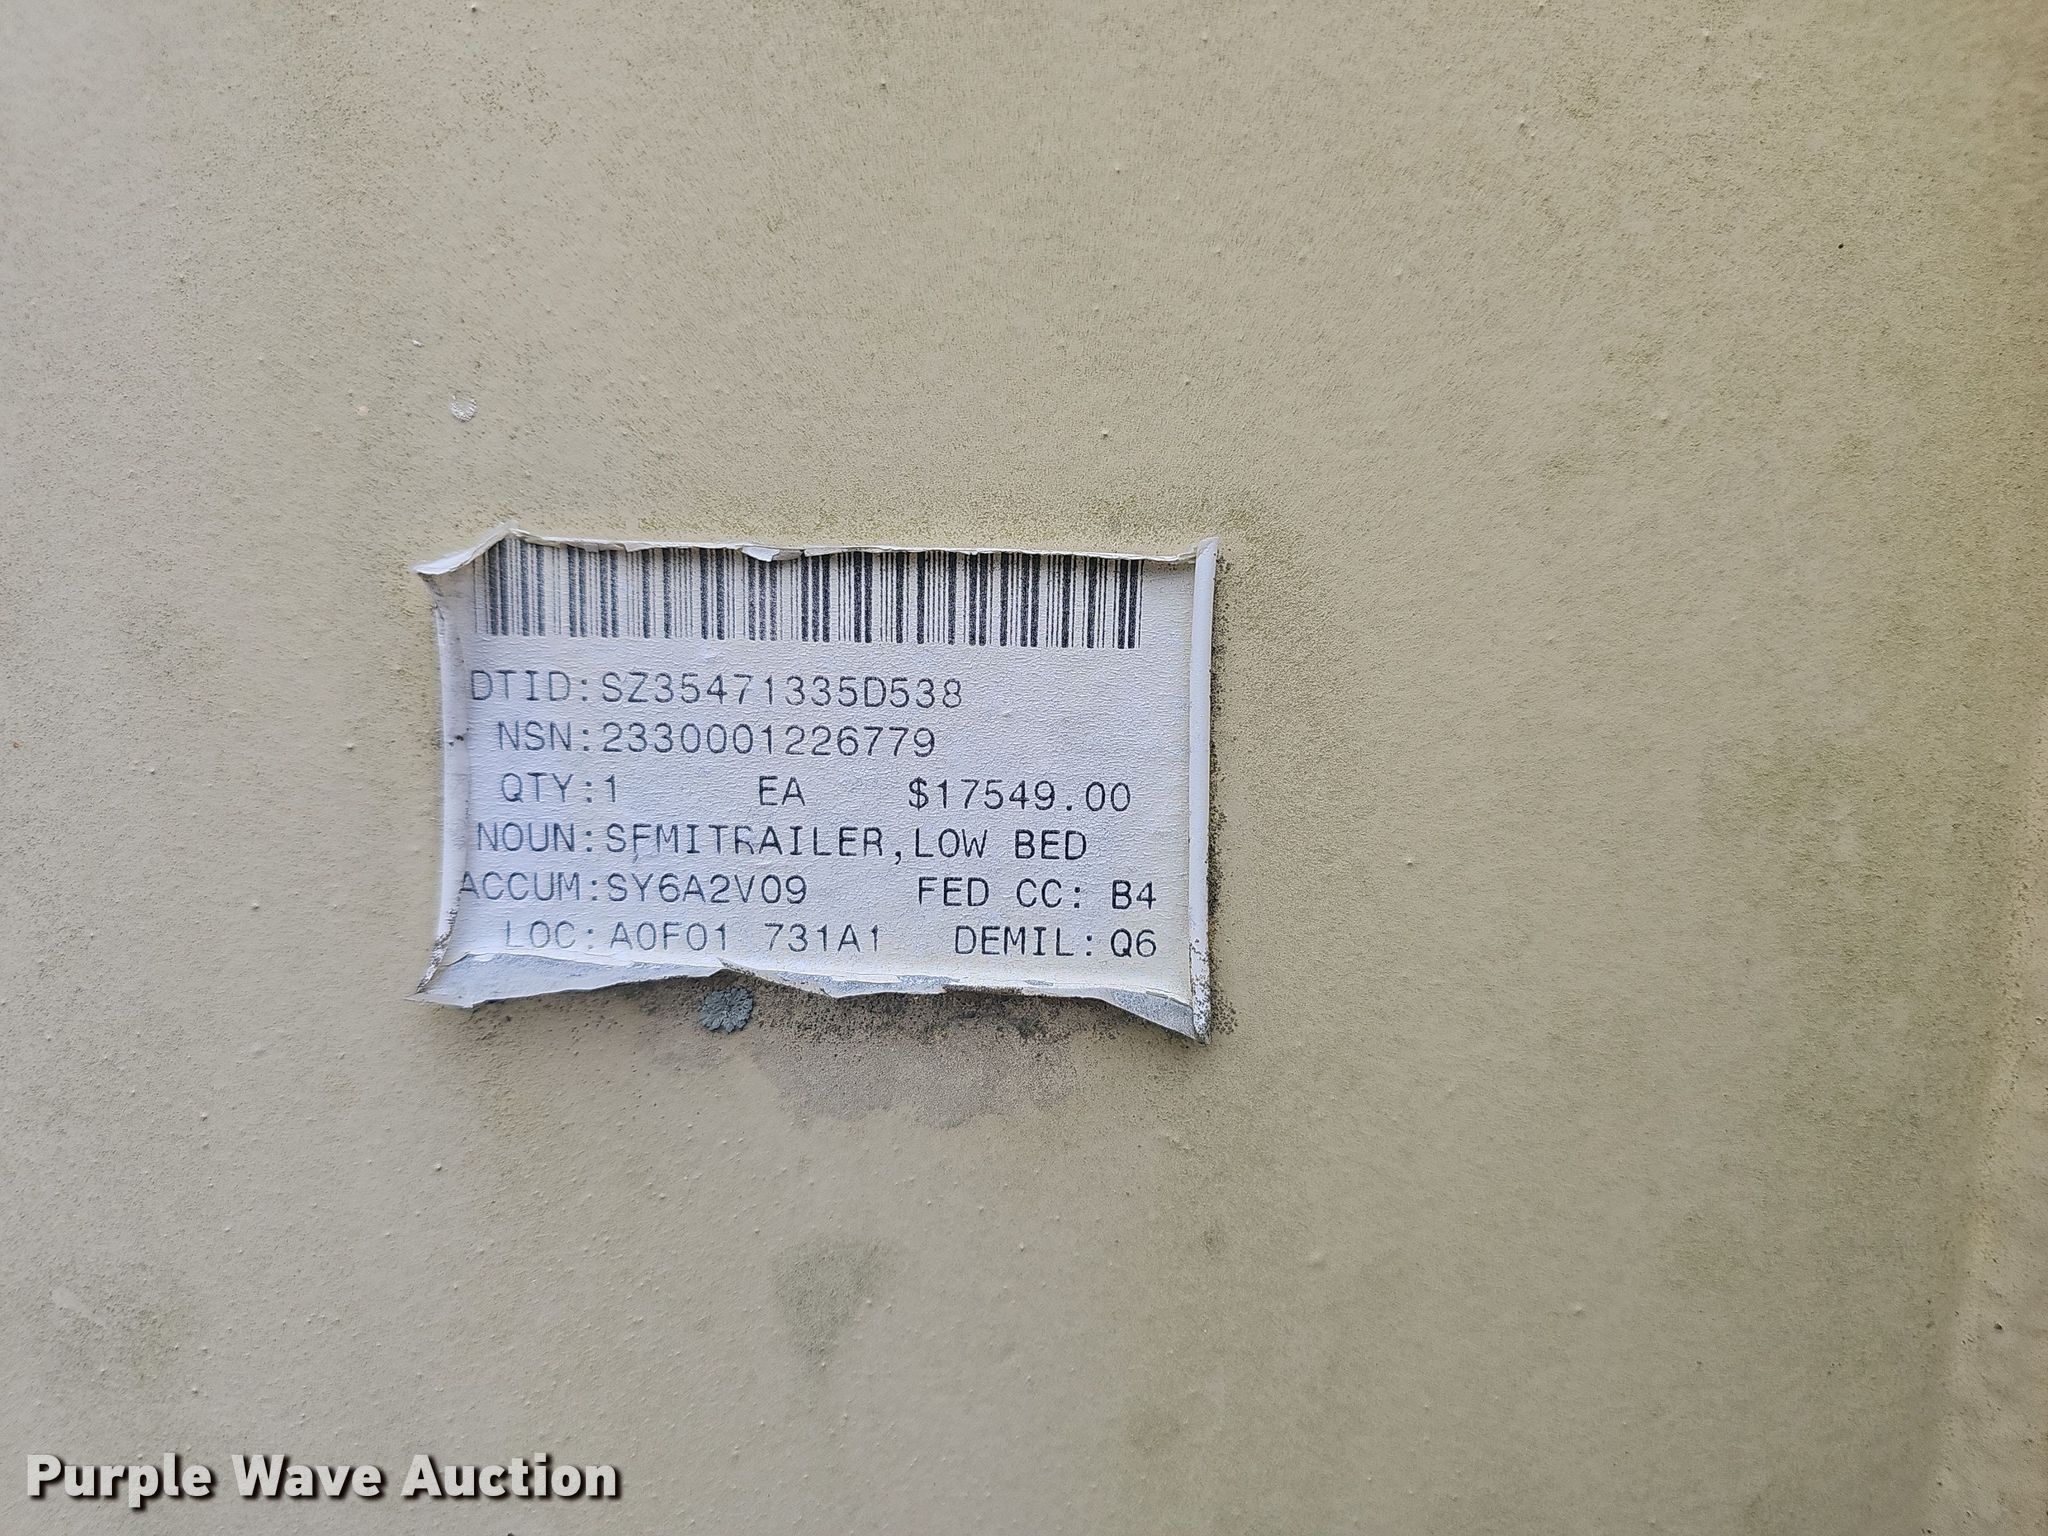 DTID:SZ35471335D538
NSN:2330001226779
QTY:1 EA $17549.00
NOUN:SEMITRAILER,LOW BED
ACCUM:SY6A2V09 FED CC: B4
LOC:A0F01 731A1 DEMIL:Q6
Purple Wave Auction